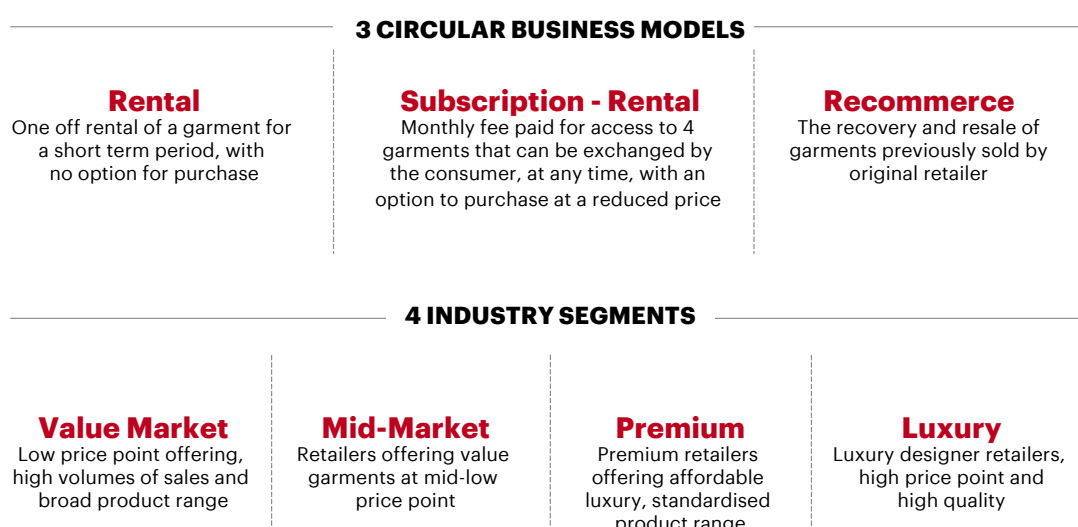 3 CIRCULAR BUSINESS MODELS
Rental
One off rental of a garment for
a short term period, with
no option for purchase
Subscription - Rental
Monthly fee paid for access to 4
garments that can be exchanged by
the consumer, at any time, with an
option to purchase at a reduced price
Recommerce
The recovery and resale of
garments previously sold by
original retailer
4 INDUSTRY SEGMENTS
Value Market
Low price point offering,
high volumes of sales and
broad product range
Mid-Market
Retailers offering value
garments at mid-low
price point
Premium
Premium retailers
offering affordable
luxury, standardised
product range
Luxury
Luxury designer retailers,
high price point and
high quality